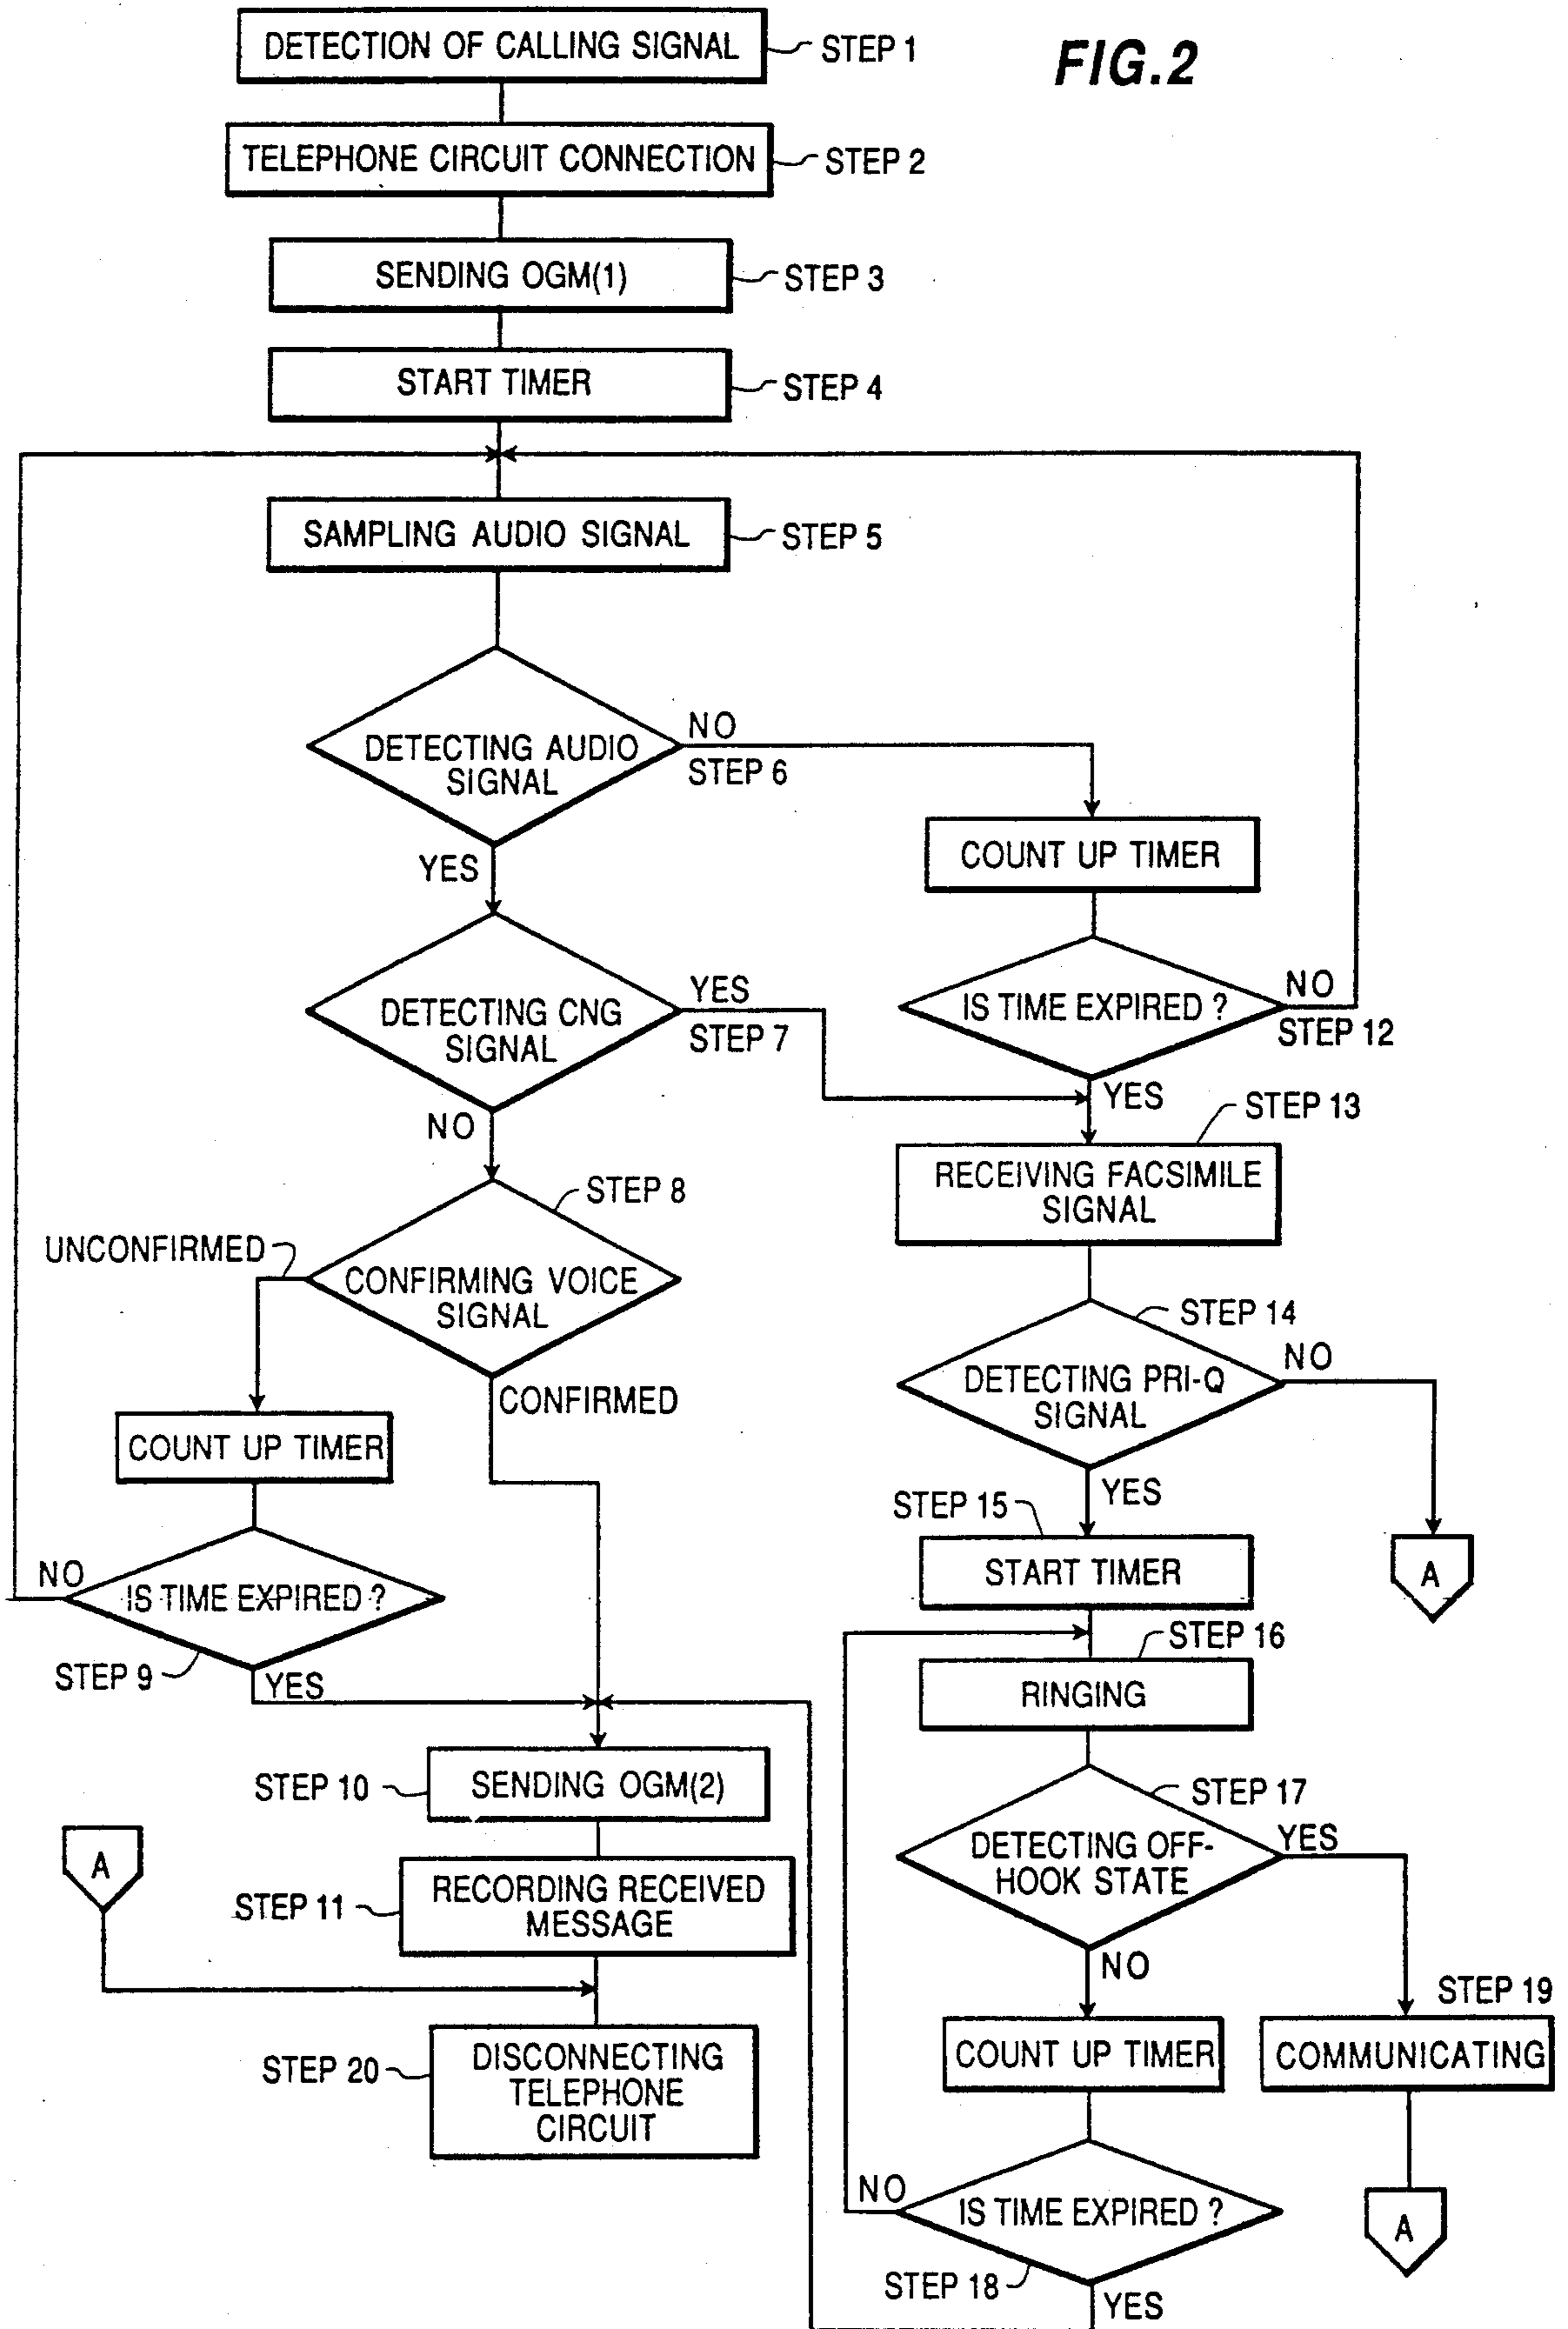 DETECTION OF CALLING SIGNAL
STEP 1
FIG.2
TELEPHONE CIRCUIT CONNECTION
STEP 2
SENDING OGM(1)
STEP 3
START TIMER
STEP 4
SAMPLING AUDIO SIGNAL
STEP 5
DETECTING AUDIO
SIGNAL
NO
STEP 6
YES
COUNT UP TIMER
DETECTING CNG
SIGNAL
YES
STEP 7
IS TIME EXPIRED ?
NO
STEP 12
YES
NO
STEP 13
RECEIVING FACSIMILE
SIGNAL
STEP 8
UNCONFIRMED
CONFIRMING VOICE
SIGNAL
CONFIRMED
STEP 14
DETECTING PRI-Q
SIGNAL
NO
YES
COUNT UP TIMER
STEP 15
START TIMER
A
NO
IS TIME EXPIRED ?
STEP 9
YES
STEP 16
RINGING
STEP 10
SENDING OGM(2)
STEP 17
DETECTING OFF-
HOOK STATE
YES
NO
A
STEP 11
RECORDING RECEIVED
MESSAGE
STEP 19
COUNT UP TIMER
COMMUNICATING
STEP 20
DISCONNECTING
TELEPHONE
CIRCUIT
NO
IS TIME EXPIRED ?
STEP 18
YES
A